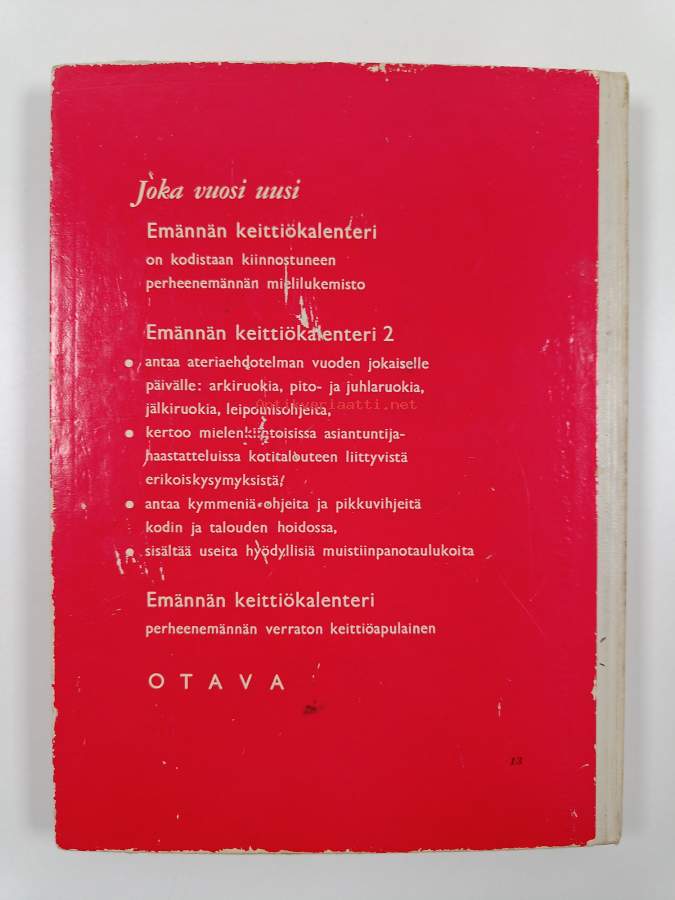 Joka vuosi uusi
Emännän keittiökalenteri
on kodistaan kiinnostuneen
perheenemännän mielilukemisto
Emännän keittiökalenteri 2
• antaa ateriaehdotelman vuoden jokaiselle
päivälle: arkiruokia, pito- ja juhlaruokia,
jälkiruokia, leipomisohjeita,
Antikvariaatti.net
• kertoo mielenkiintoisissa asiantuntija-
haastatteluissa kotitalouteen liittyvistä
erikoiskysymyksistä,
• antaa kymmeniä ohjeita ja pikkuvihjeitä
kodin ja talouden hoidossa,
• sisältää useita hyödyllisiä muistiinpanotaulukoita
Emännän keittiökalenteri
perheenemännän verraton keittiöapulainen
OTAVA
13